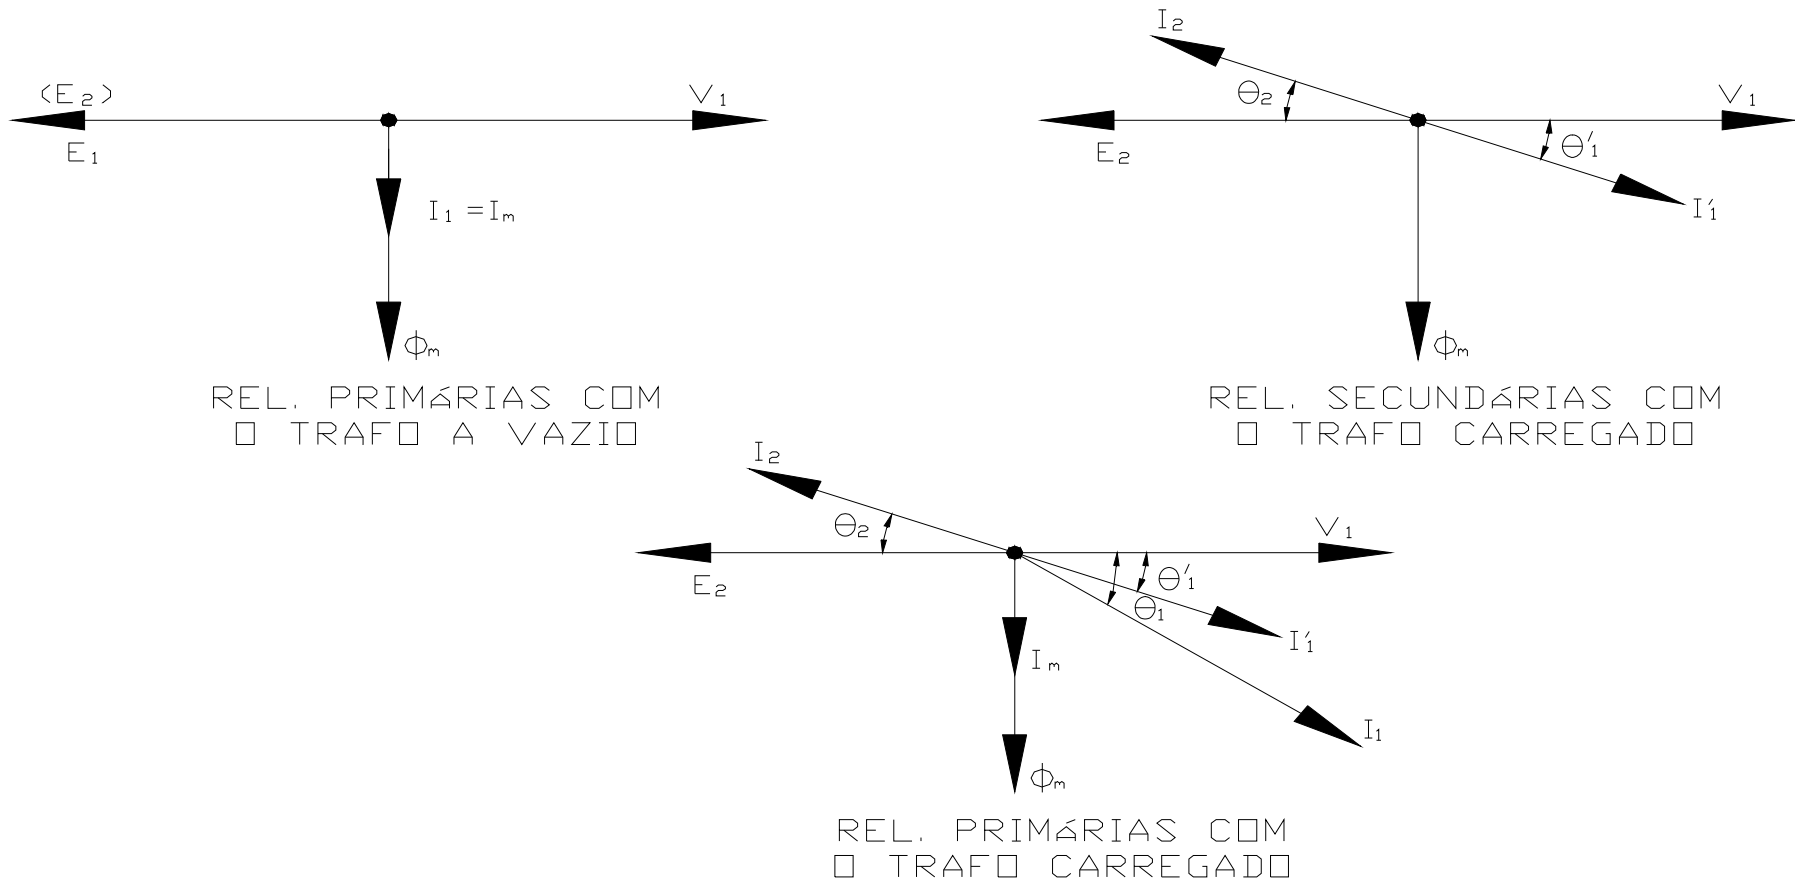 (E₂)
V₁
E₁
I₁ =Iₘ
ϕₘ
REL. PRIMáRIAS COM
O TRAFO A VAZIO
I₂
θ₂
V₁
E₂
θ'₁
I'₁
ϕₘ
REL. SECUNDáRIAS COM
O TRAFO CARREGADO
I₂
θ₂
V₁
E₂
θ'₁
θ₁
I'₁
Iₘ
I₁
ϕₘ
REL. PRIMáRIAS COM
O TRAFO CARREGADO